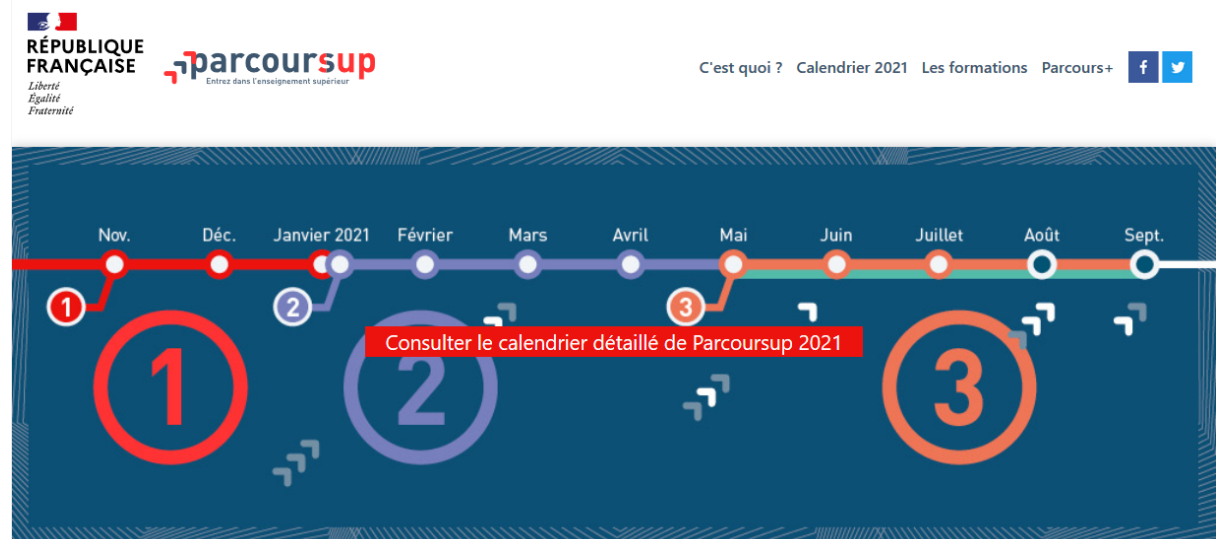 RÉPUBLIQUE
FRANÇAISE
Liberté
Égalité
Fraternité
parcoursup
Entrez dans l'enseignement supérieur
C'est quoi ? Calendrier 2021 Les formations Parcours+
Nov. Déc. Janvier 2021 Février Mars Avril Mai Juin Juillet Août Sept.
1 2 3
Consulter le calendrier détaillé de Parcoursup 2021
1 2 3